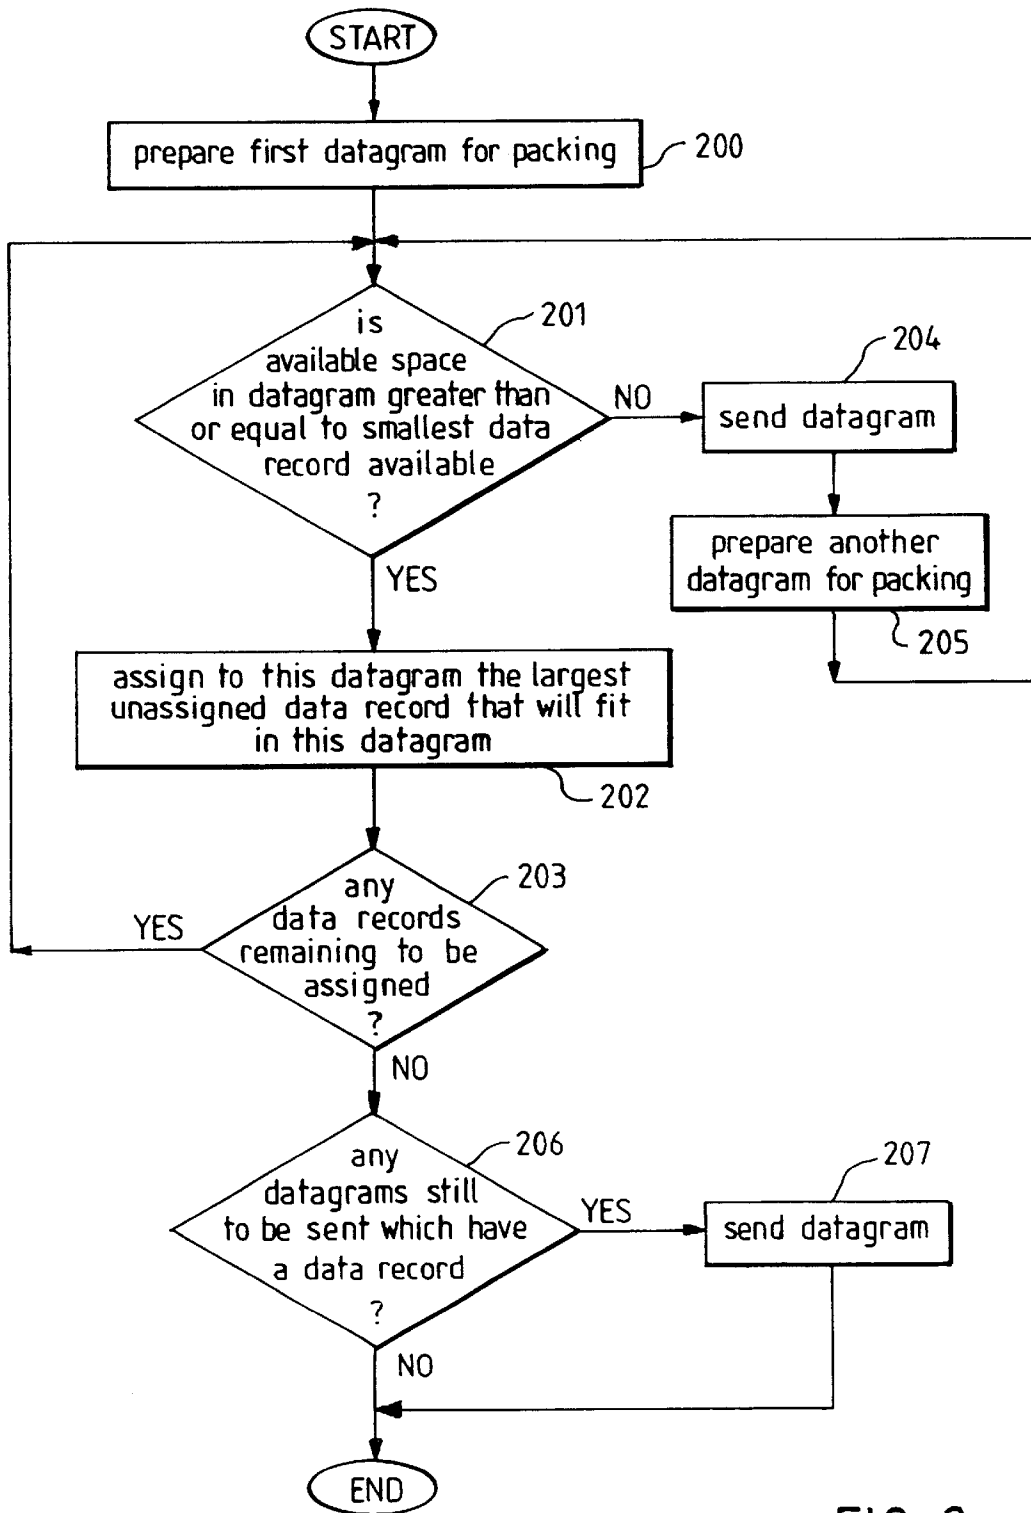 START
prepare first datagram for packing
200
is
available space
in datagram greater than
or equal to smallest data
record available
?
201
NO
204
send datagram
YES
prepare another
datagram for packing
205
assign to this datagram the largest
unassigned data record that will fit
in this datagram
202
any
data records
remaining to be
assigned
?
203
YES
NO
any
datagrams still
to be sent which have
a data record
?
206
YES
207
send datagram
NO
END